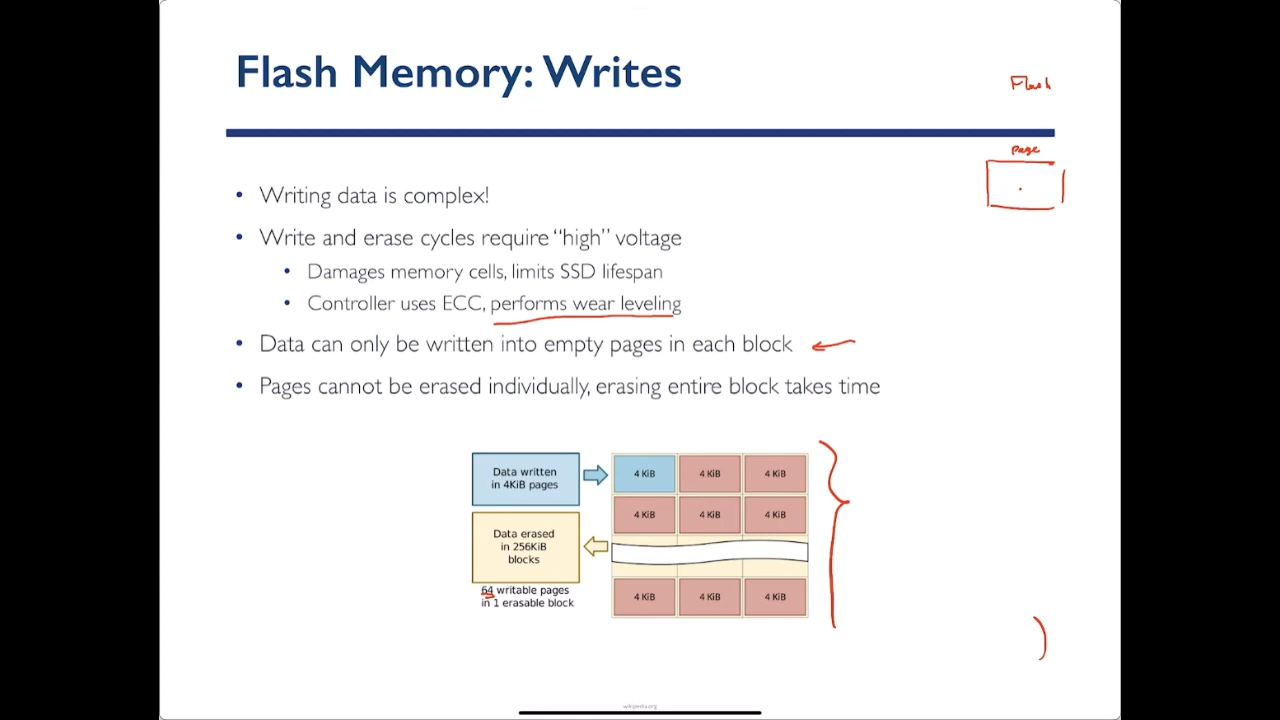 Flash Memory: Writes
Flash
Page
• Writing data is complex!
• Write and erase cycles require “high” voltage
• Damages memory cells, limits SSD lifespan
• Controller uses ECC, performs wear leveling
• Data can only be written into empty pages in each block
• Pages cannot be erased individually, erasing entire block takes time
Data written
in 4KiB pages
4 KiB 4 KiB 4 KiB
4 KiB 4 KiB 4 KiB
Data erased
in 256KiB
blocks
64 writable pages
in 1 erasable block
4 KiB 4 KiB 4 KiB
wikipedia.org